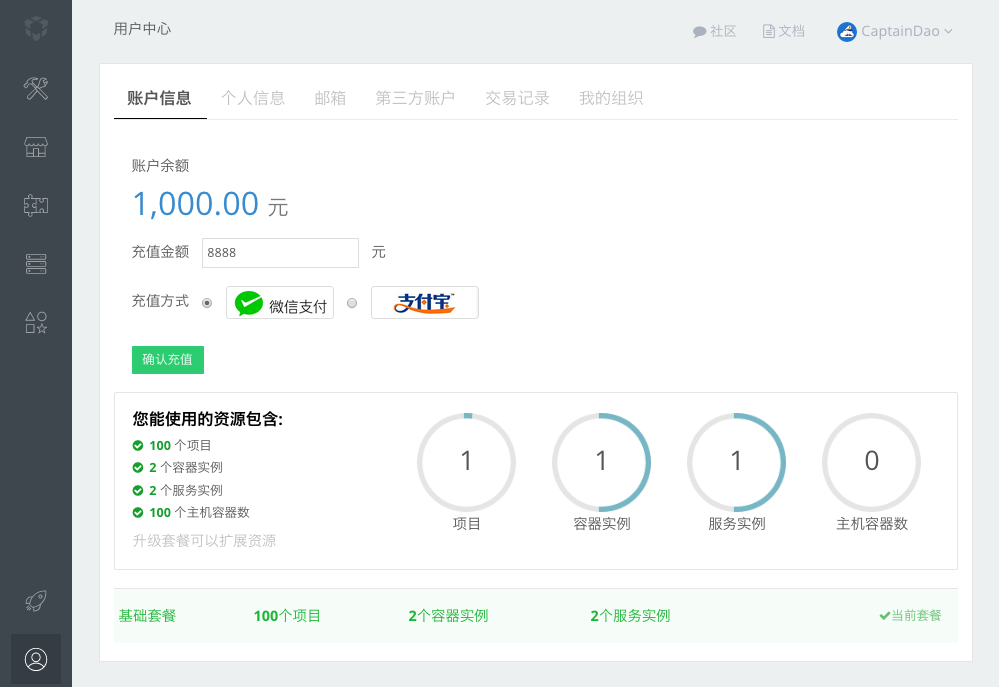 用户中心
社区 文档 CaptainDao
账户信息 个人信息 邮箱 第三方账户 交易记录 我的组织
账户余额
1,000.00 元
充值金额 8888 元
充值方式 微信支付 支付宝™
确认充值
您能使用的资源包含:
100 个项目
2 个容器实例
2 个服务实例
100 个主机容器数
升级套餐可以扩展资源
1 1 1 0
项目 容器实例 服务实例 主机容器数
基础套餐 100个项目 2个容器实例 2个服务实例 当前套餐